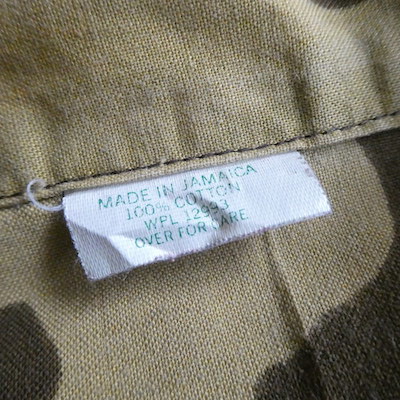 MADE IN JAMAICA
100% COTTON
WPL 12993
OVER FOR CARE